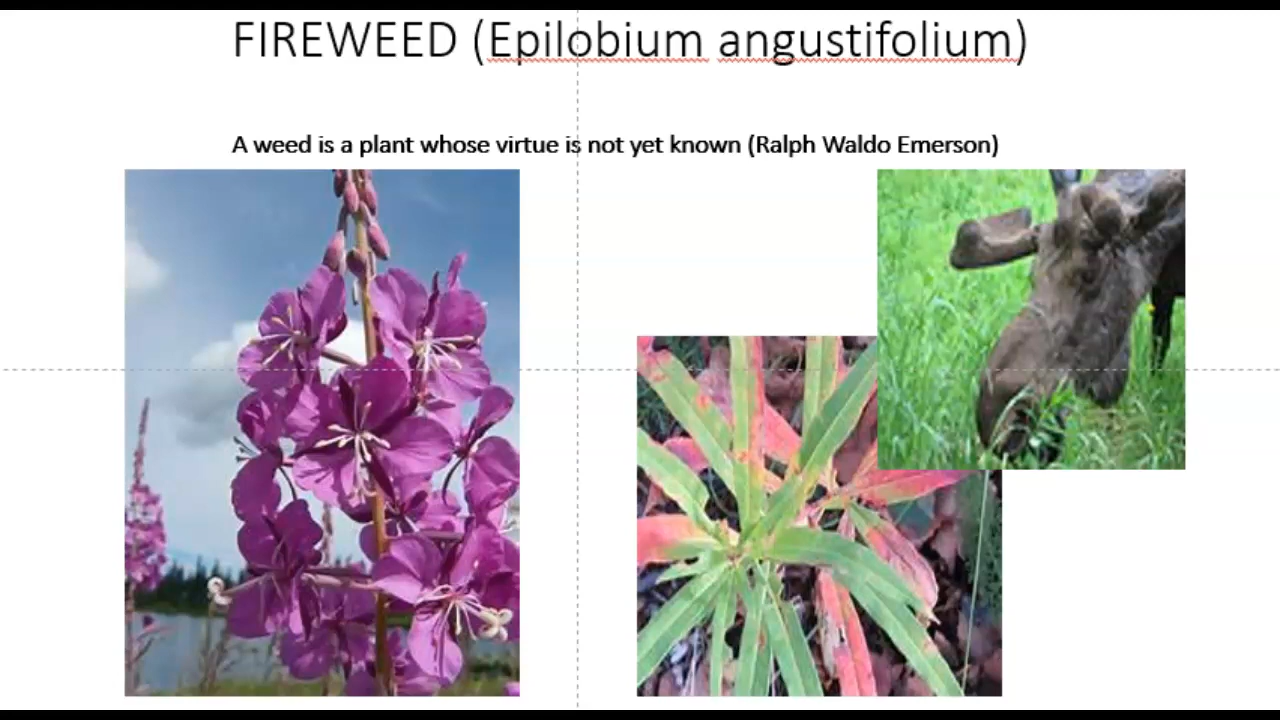 FIREWEED (Epilobium angustifolium)
A weed is a plant whose virtue is not yet known (Ralph Waldo Emerson)